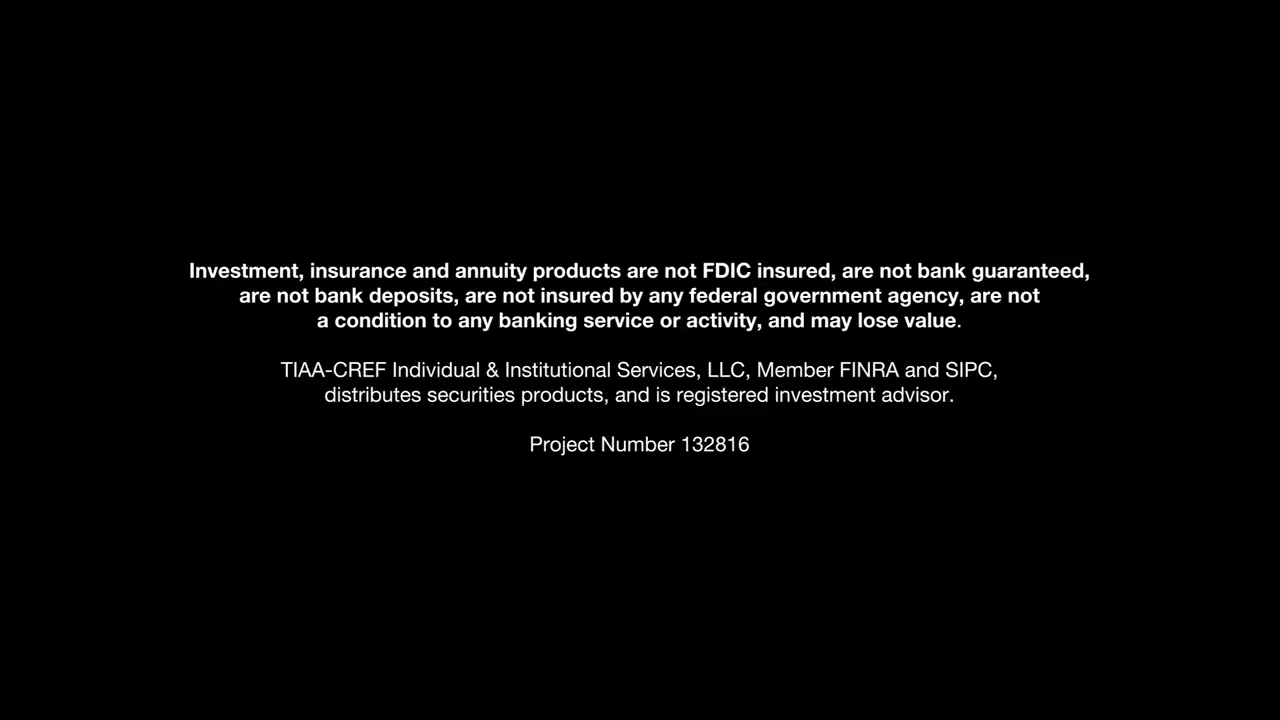 Investment, insurance and annuity products are not FDIC insured, are not bank guaranteed,
are not bank deposits, are not insured by any federal government agency, are not
a condition to any banking service or activity, and may lose value.
TIAA-CREF Individual & Institutional Services, LLC, Member FINRA and SIPC,
distributes securities products, and is registered investment advisor.
Project Number 132816